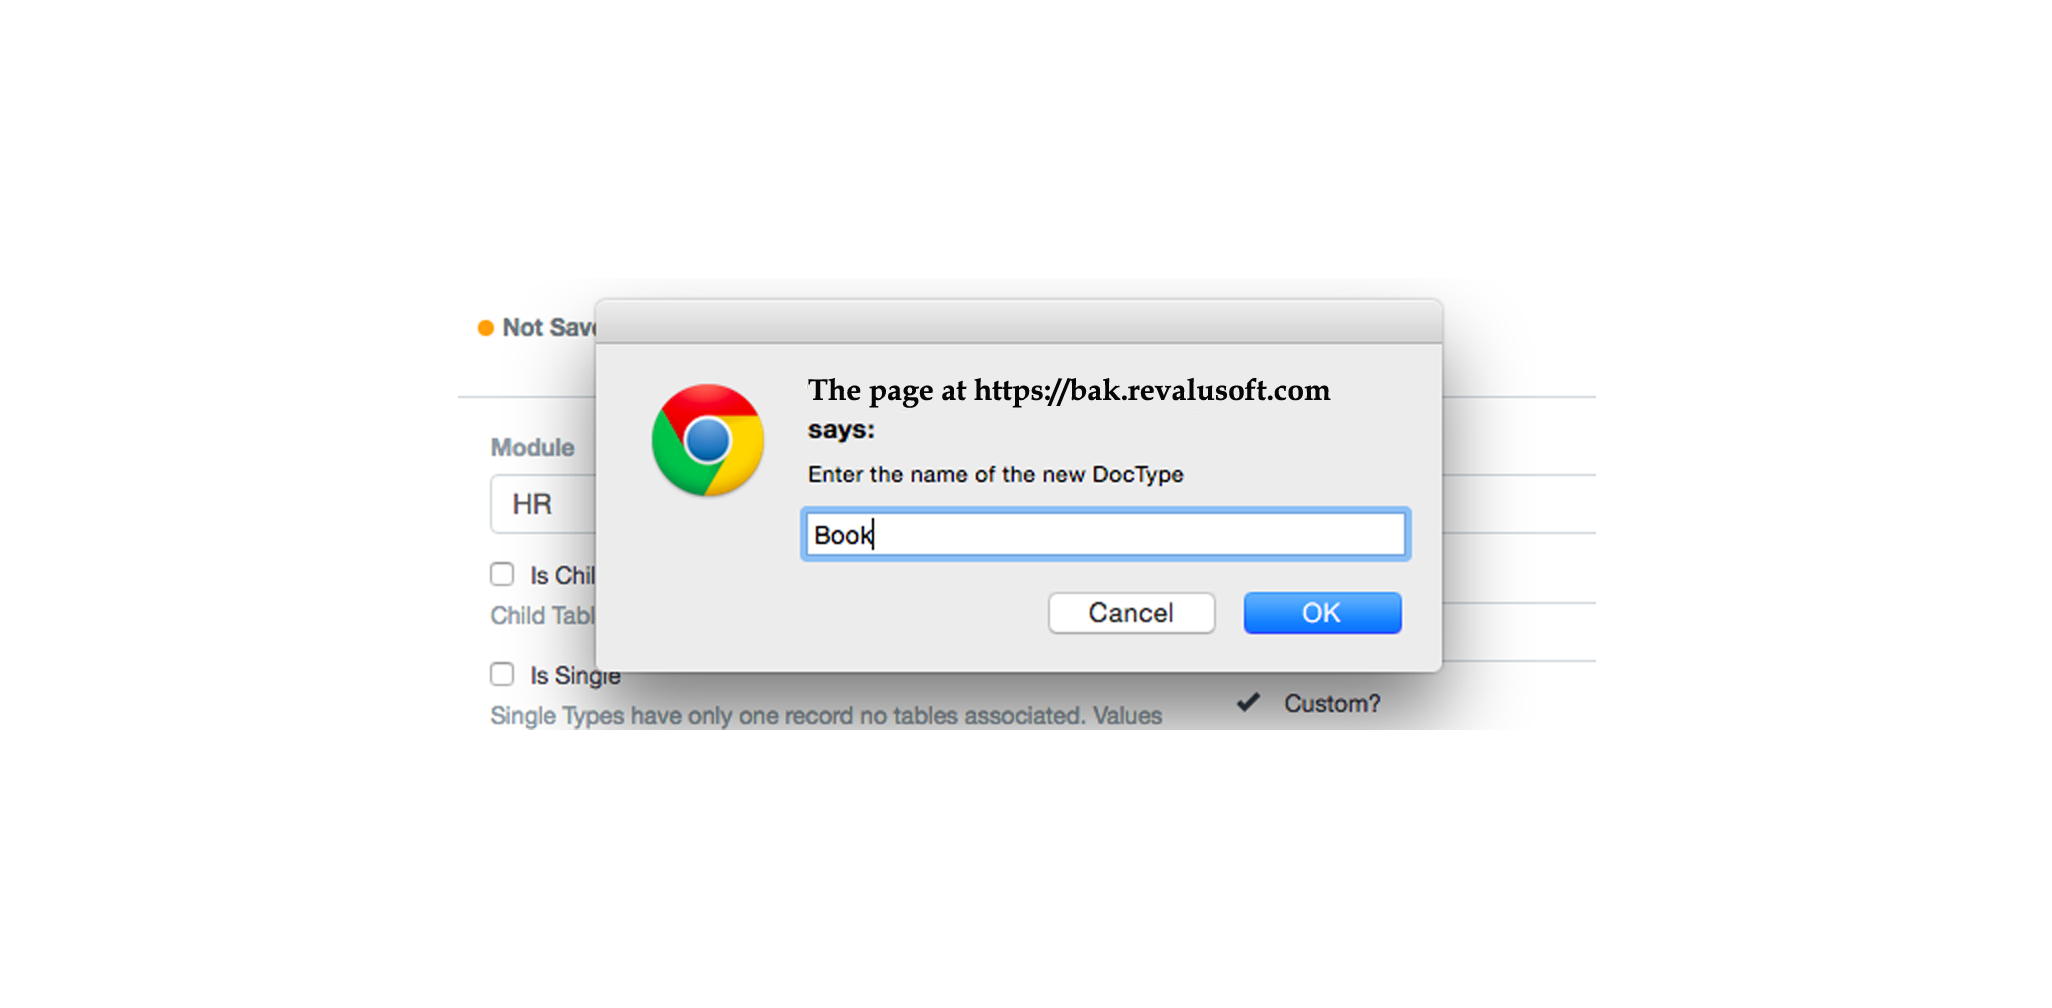 Not Save
The page at https://bak.revalusoft.com
says:
Module
Enter the name of the new DocType
HR
Book
Is Chil
Child Tabl
Cancel
OK
Is Single
Custom?
Single Types have only one record no tables associated. Values